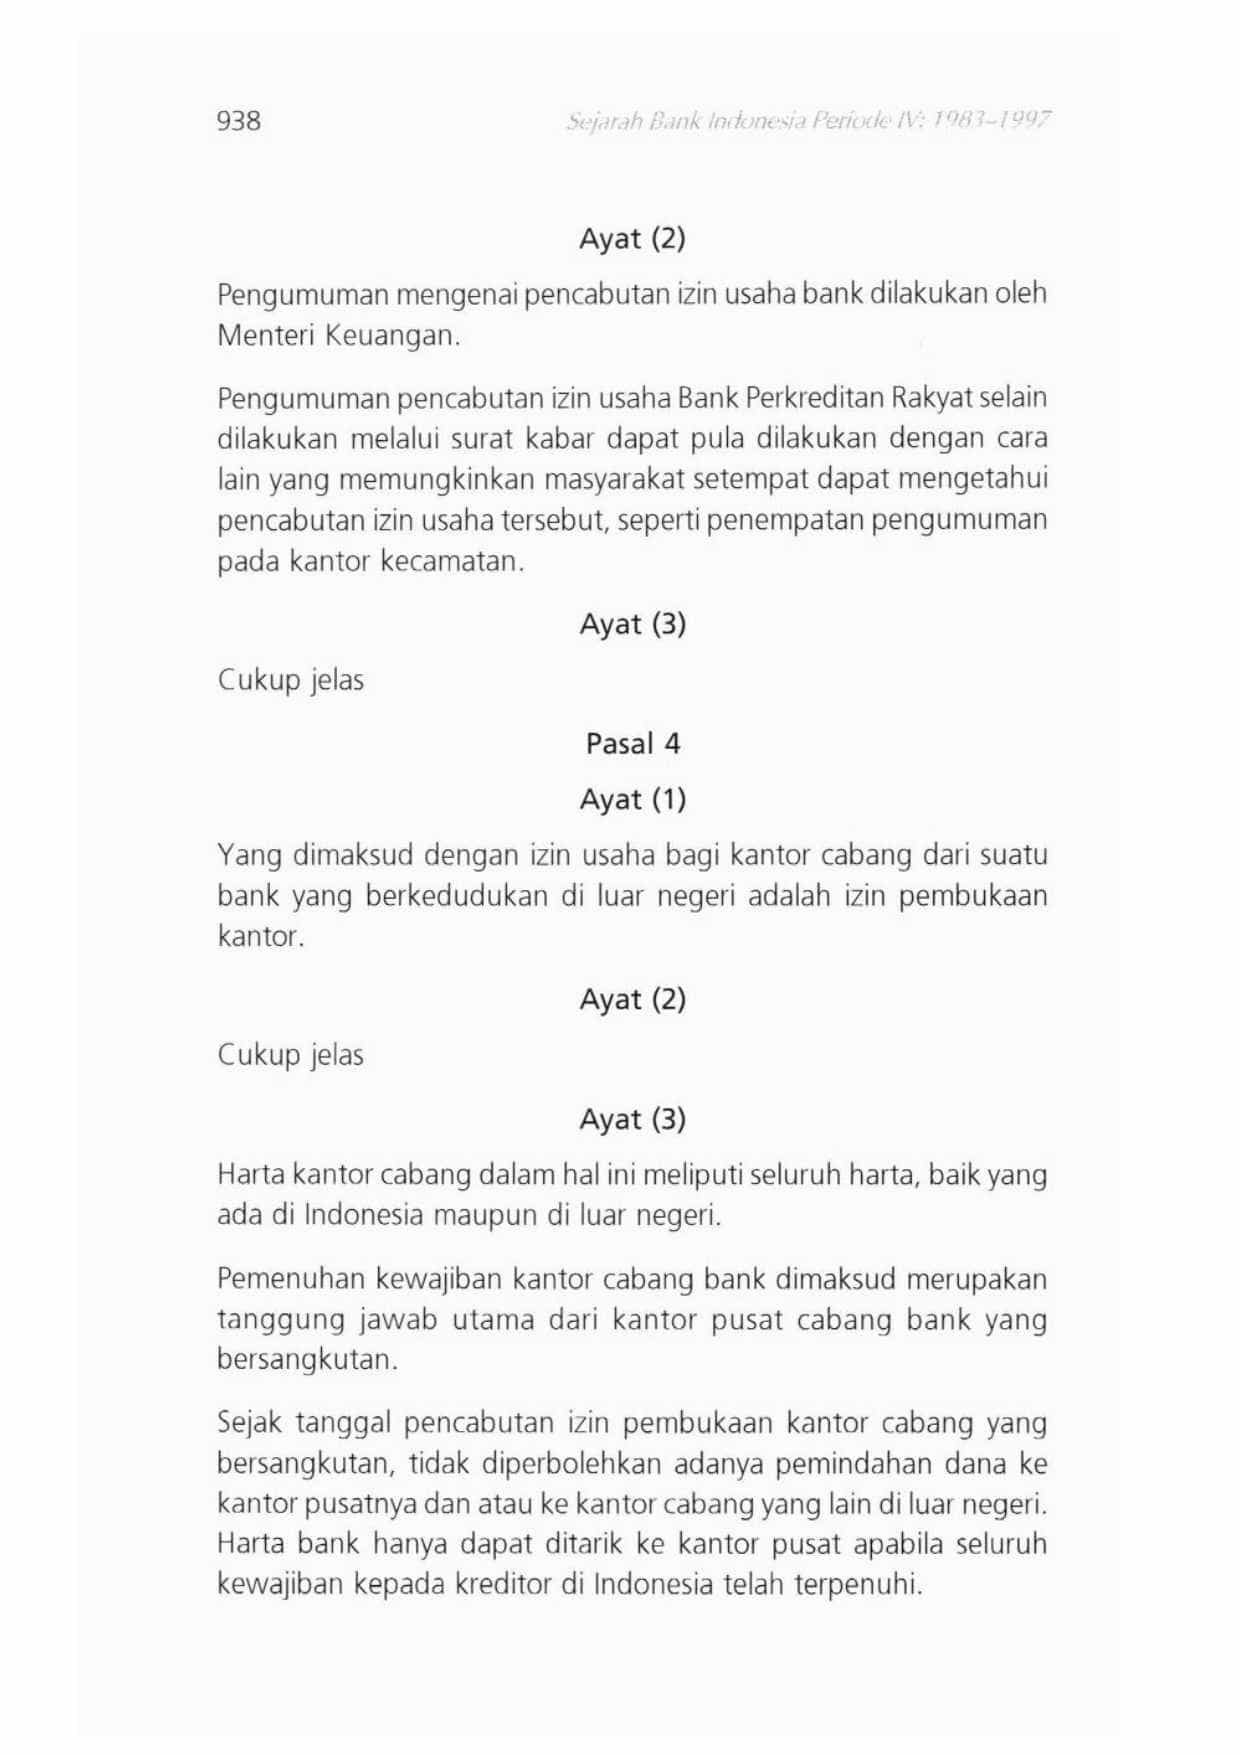 938
Sejarah Bank Indonesia Periode IV: 1983–1997
Ayat (2)
Pengumuman mengenai pencabutan izin usaha bank dilakukan oleh
Menteri Keuangan.
Pengumuman pencabutan izin usaha Bank Perkreditan Rakyat selain
dilakukan melalui surat kabar dapat pula dilakukan dengan cara
lain yang memungkinkan masyarakat setempat dapat mengetahui
pencabutan izin usaha tersebut, seperti penempatan pengumuman
pada kantor kecamatan.
Ayat (3)
Cukup jelas
Pasal 4
Ayat (1)
Yang dimaksud dengan izin usaha bagi kantor cabang dari suatu
bank yang berkedudukan di luar negeri adalah izin pembukaan
kantor.
Ayat (2)
Cukup jelas
Ayat (3)
Harta kantor cabang dalam hal ini meliputi seluruh harta, baik yang
ada di Indonesia maupun di luar negeri.
Pemenuhan kewajiban kantor cabang bank dimaksud merupakan
tanggung jawab utama dari kantor pusat cabang bank yang
bersangkutan.
Sejak tanggal pencabutan izin pembukaan kantor cabang yang
bersangkutan, tidak diperbolehkan adanya pemindahan dana ke
kantor pusatnya dan atau ke kantor cabang yang lain di luar negeri.
Harta bank hanya dapat ditarik ke kantor pusat apabila seluruh
kewajiban kepada kreditor di Indonesia telah terpenuhi.